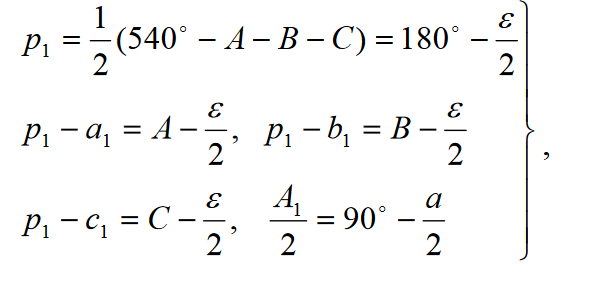 p₁ = 1/2 (540° − A − B − C) = 180° − ε/2
p₁ − a₁ = A − ε/2, p₁ − b₁ = B − ε/2
p₁ − c₁ = C − ε/2, A₁/2 = 90° − a/2 } ,